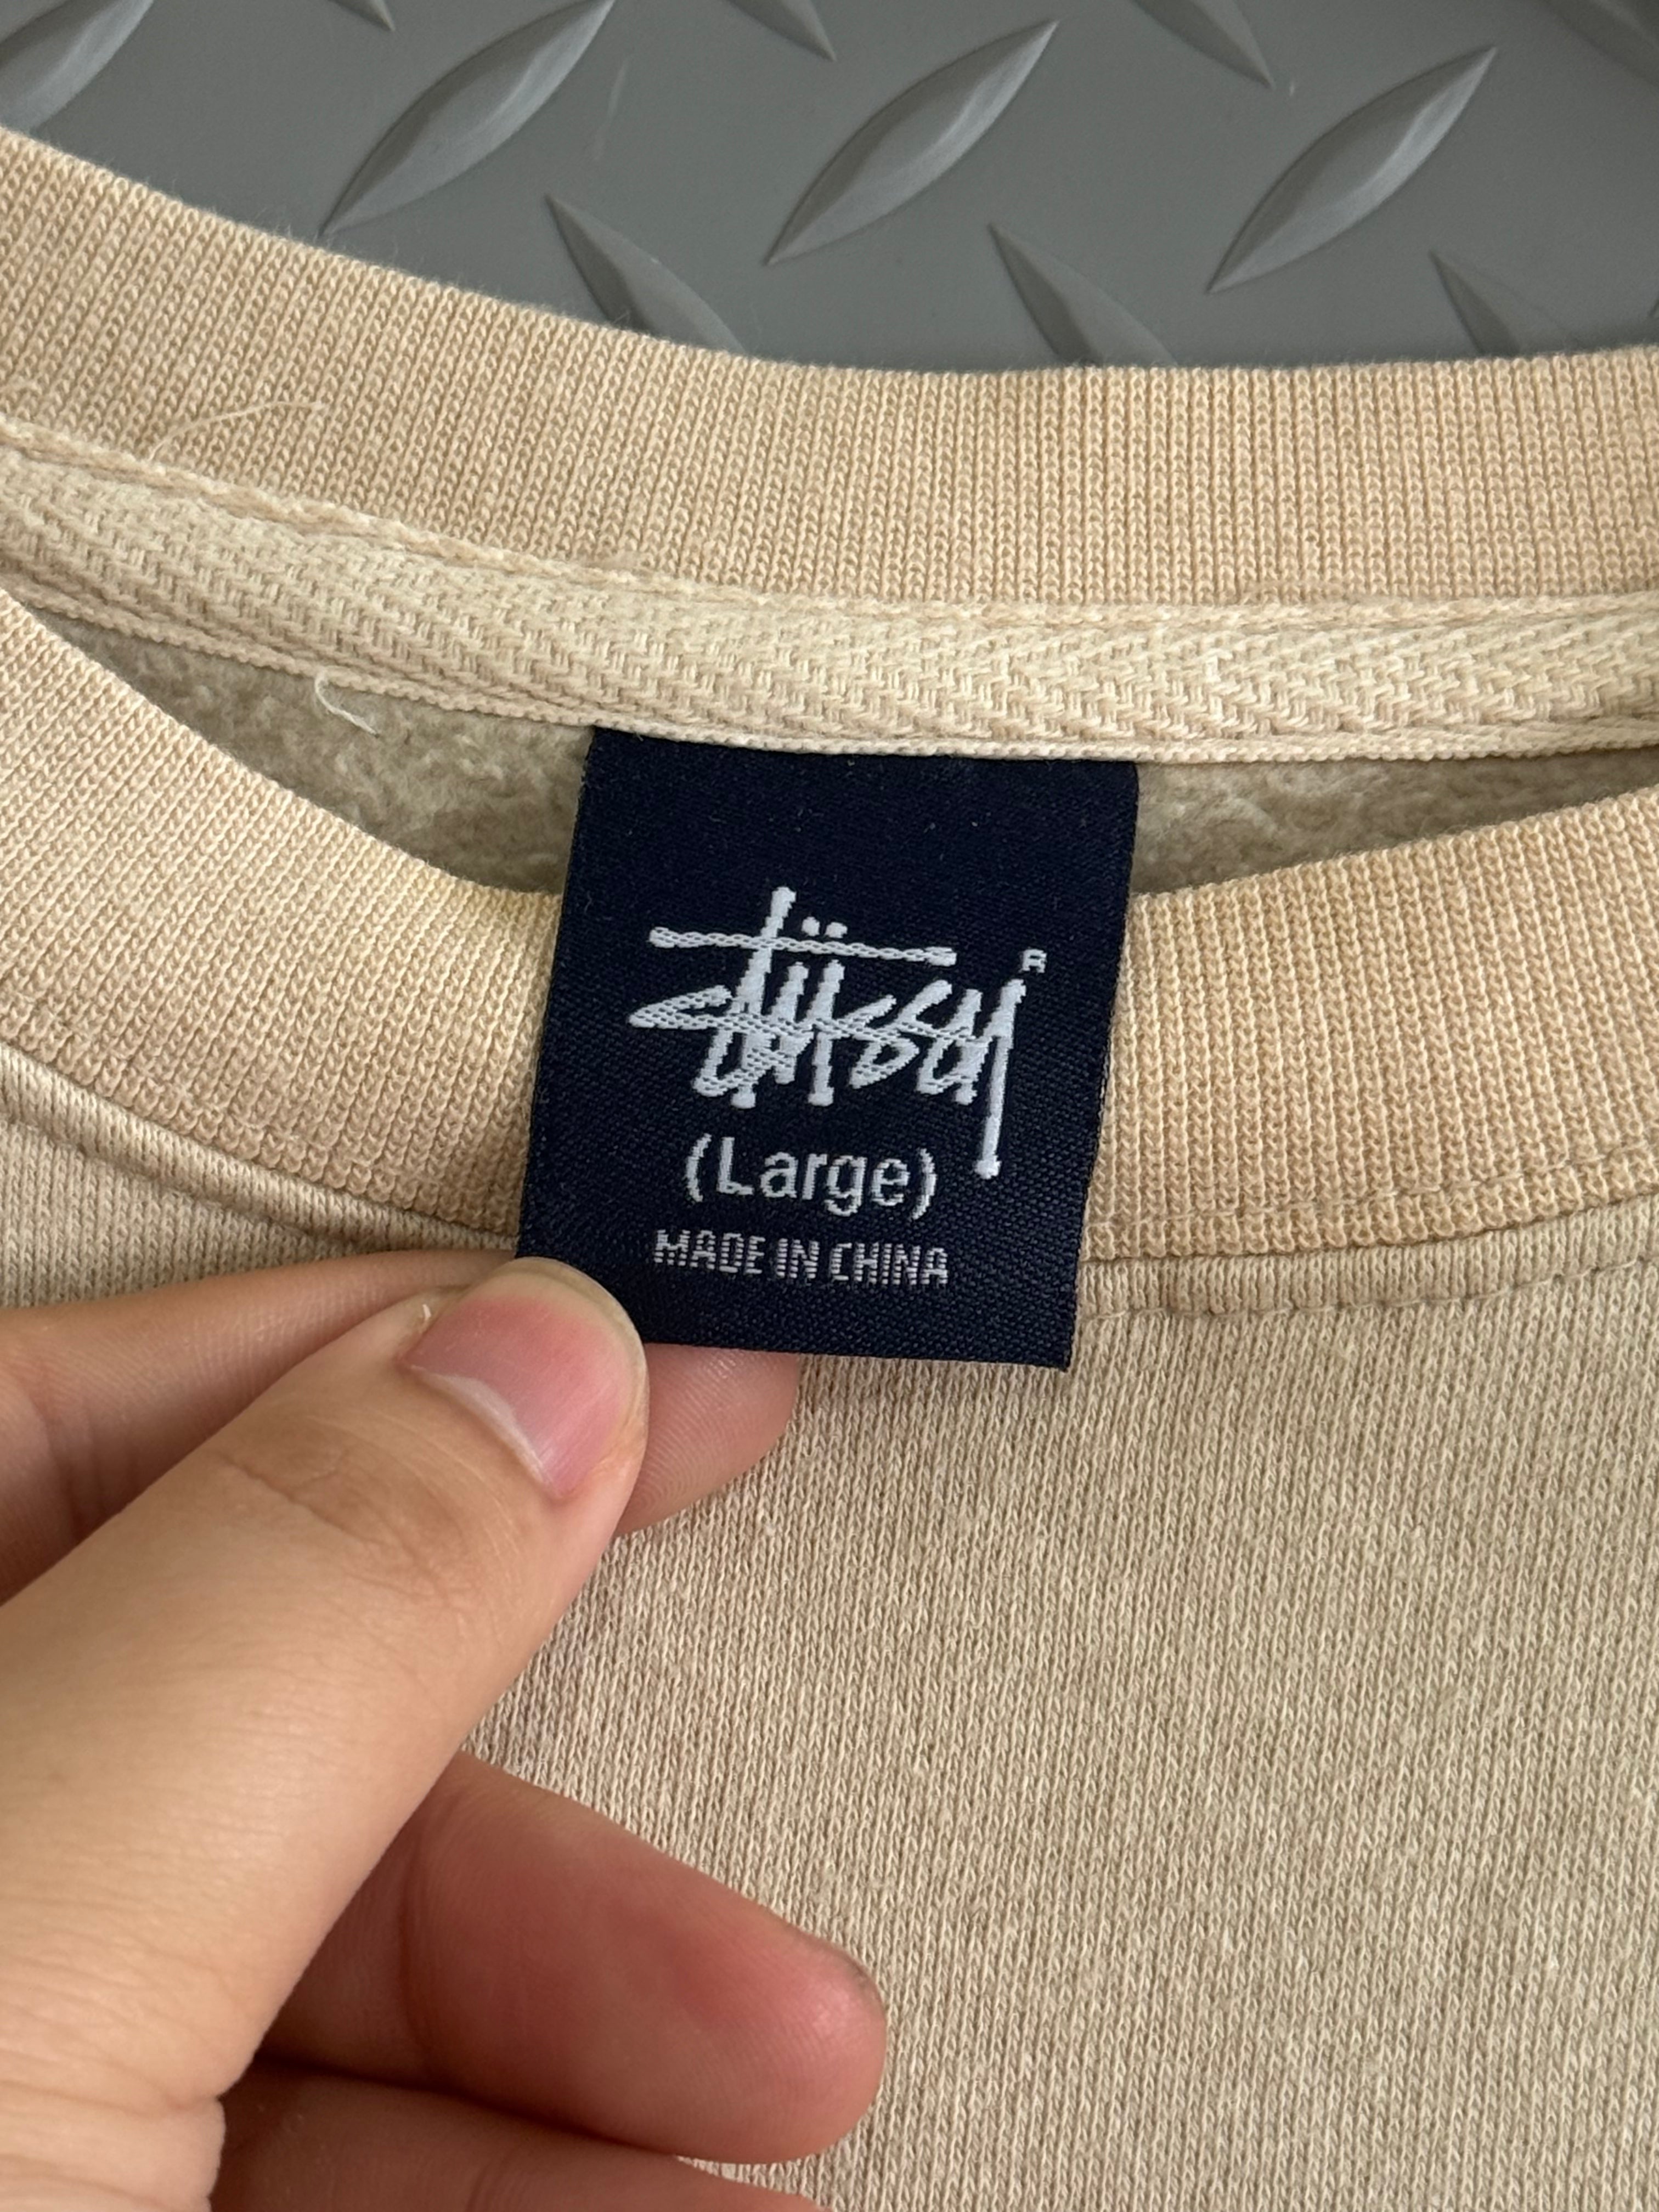 Stüssy ®
(Large)
MADE IN CHINA